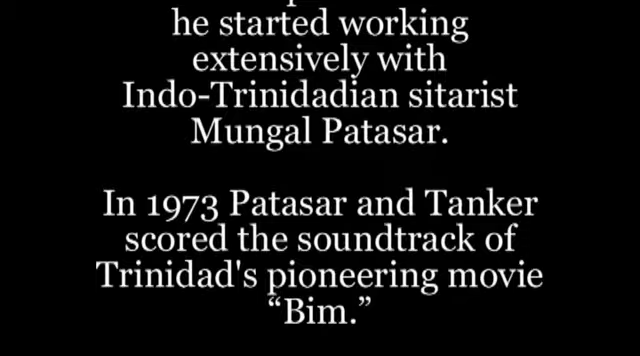 he started working
extensively with
Indo-Trinidadian sitarist
Mungal Patasar.
In 1973 Patasar and Tanker
scored the soundtrack of
Trinidad's pioneering movie
“Bim.”